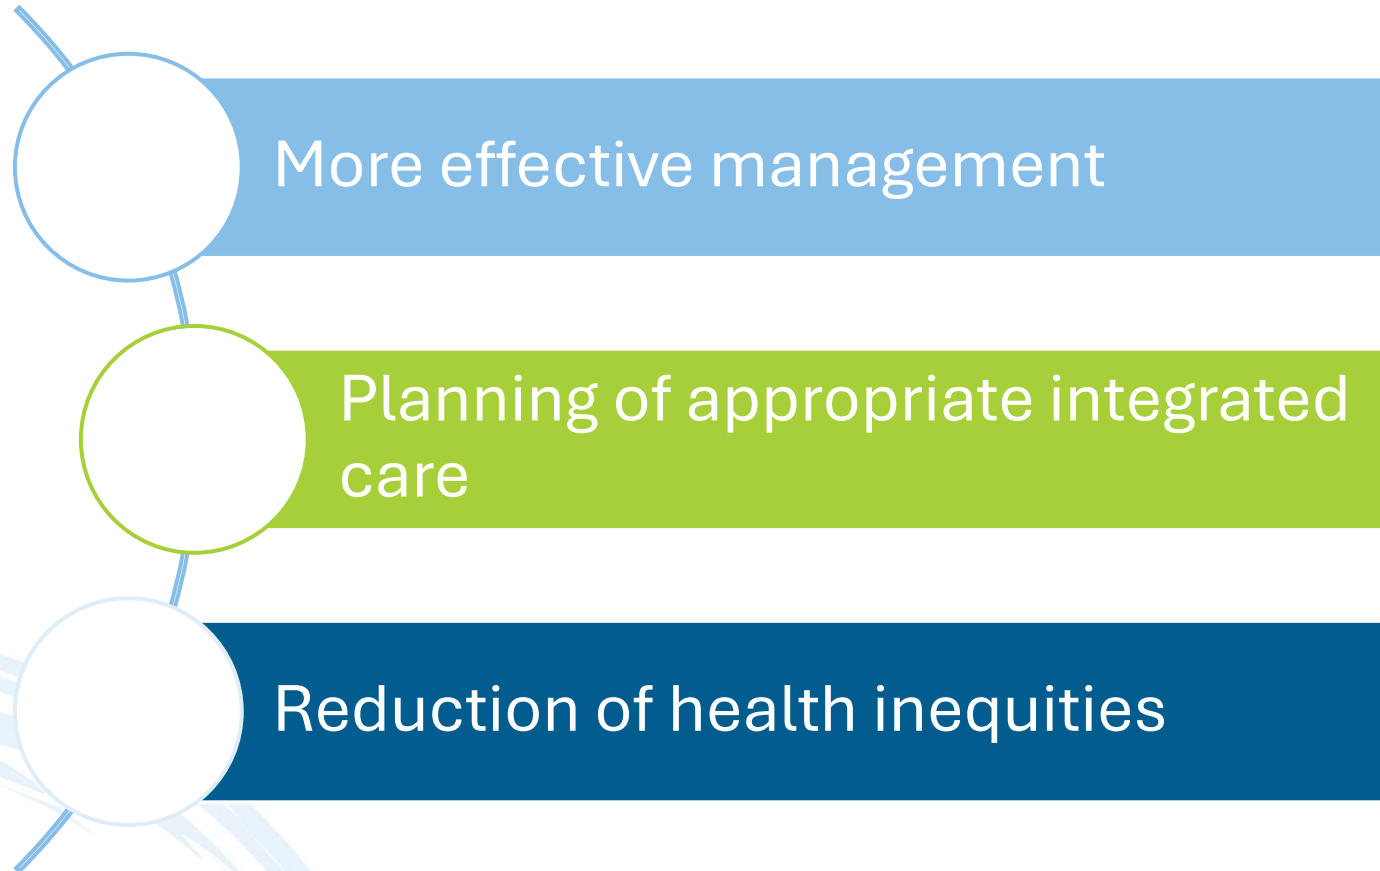 More effective management
Planning of appropriate integrated
care
Reduction of health inequities